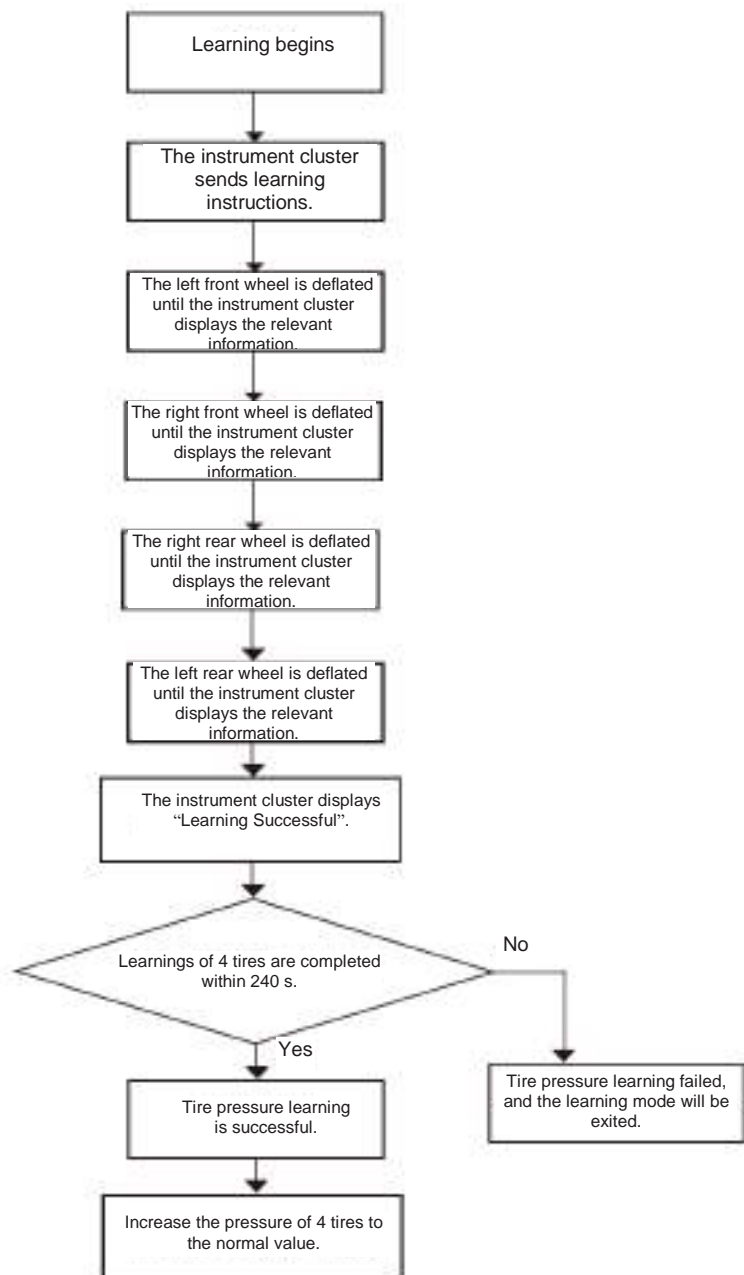 Learning begins
The instrument cluster
sends learning
instructions.
The left front wheel is deflated
until the instrument cluster
displays the relevant
information.
The right front wheel is deflated
until the instrument cluster
displays the relevant
information.
The right rear wheel is deflated
until the instrument cluster
displays the relevant
information.
The left rear wheel is deflated
until the instrument cluster
displays the relevant
information.
The instrument cluster displays
“Learning Successful”.
Learnings of 4 tires are completed
within 240 s.
No
Yes
Tire pressure learning
is successful.
Tire pressure learning failed,
and the learning mode will be
exited.
Increase the pressure of 4 tires to
the normal value.